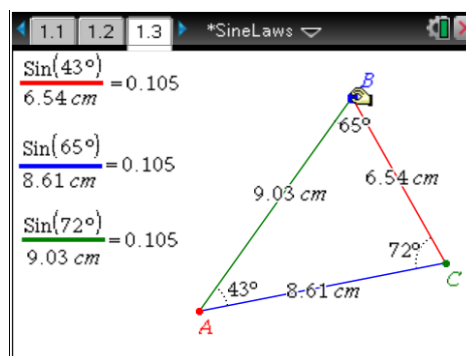 1.1 1.2 1.3 *SineLaws
Sin(43°)
6.54 cm
=0.105
Sin(65°)
8.61 cm
=0.105
Sin(72°)
9.03 cm
=0.105
B
65°
9.03 cm
6.54 cm
72°
C
43°
8.61 cm
A